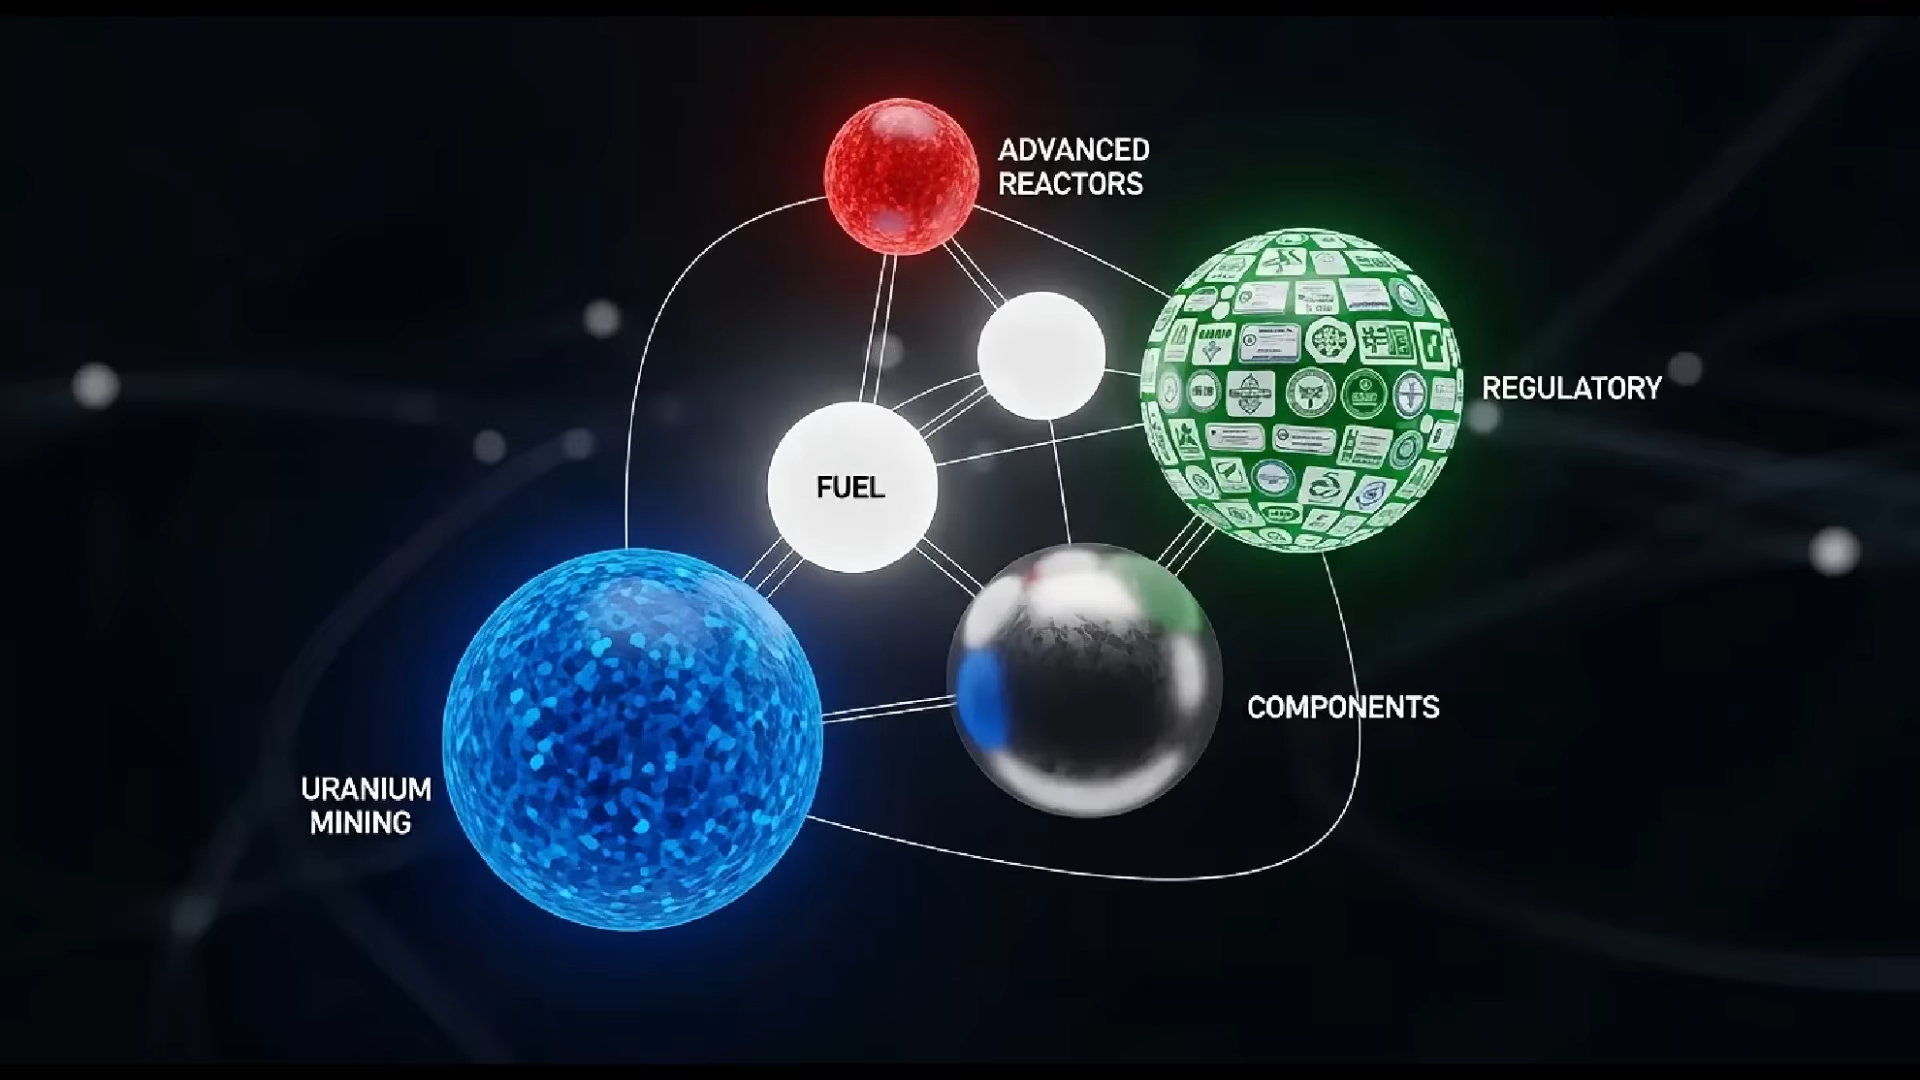 ADVANCED
REACTORS
REGULATORY
FUEL
COMPONENTS
URANIUM
MINING